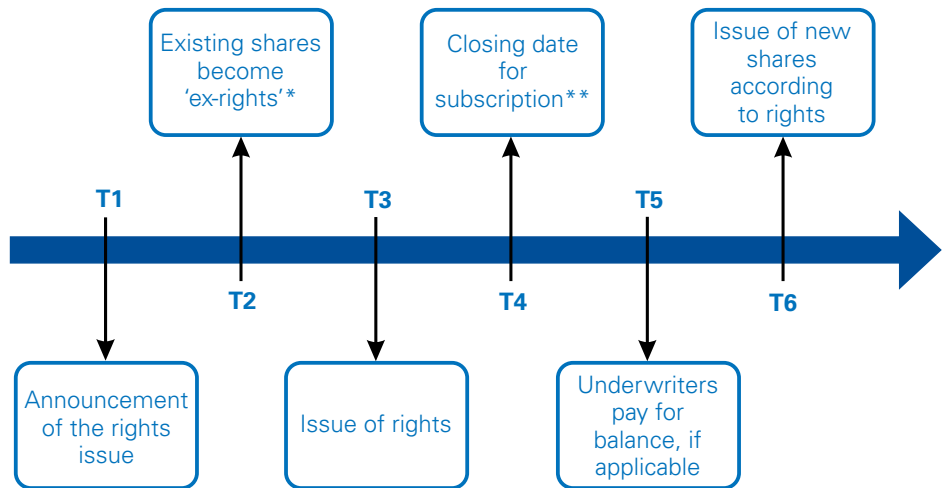 Existing shares
become
'ex-rights'*
Closing date
for
subscription**
Issue of new
shares
according
to rights
T1
T3
T5
T2
T4
T6
Announcement
of the rights
issue
Issue of rights
Underwriters
pay for
balance, if
applicable